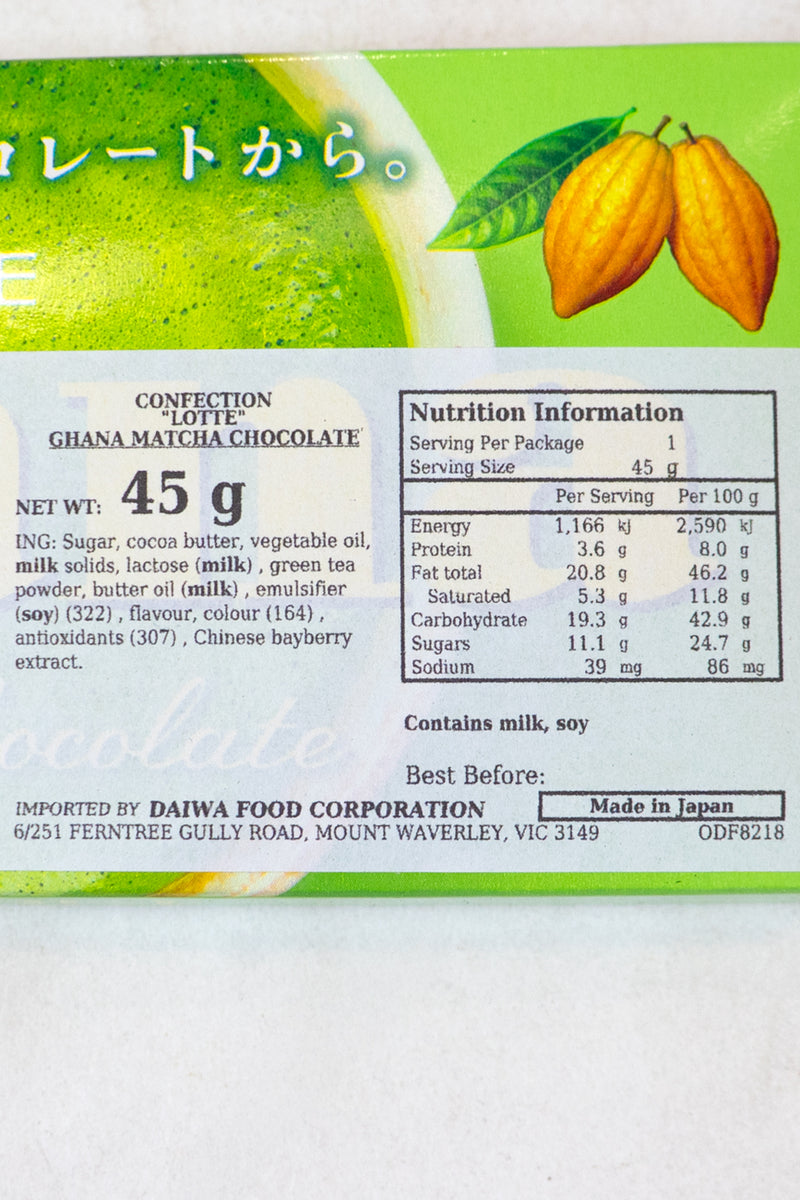 コレートから。
E
CONFECTION
"LOTTE"
GHANA MATCHA CHOCOLATE
NET WT: 45 g
ING: Sugar, cocoa butter, vegetable oil,
milk solids, lactose (milk) , green tea
powder, butter oil (milk) , emulsifier
(soy) (322) , flavour, colour (164) ,
antioxidants (307) , Chinese bayberry
extract.
Nutrition Information
Serving Per Package 1
Serving Size 45 g
Per Serving Per 100 g
Energy 1,166 kj 2,590 kj
Protein 3.6 g 8.0 g
Fat total 20.8 g 46.2 g
Saturated 5.3 g 11.8 g
Carbohydrate 19.3 g 42.9 g
Sugars 11.1 g 24.7 g
Sodium 39 mg 86 mg
Contains milk, soy
Best Before:
ocolate
IMPORTED BY DAIWA FOOD CORPORATION
Made in Japan
6/251 FERNTREE GULLY ROAD, MOUNT WAVERLEY, VIC 3149
ODF8218